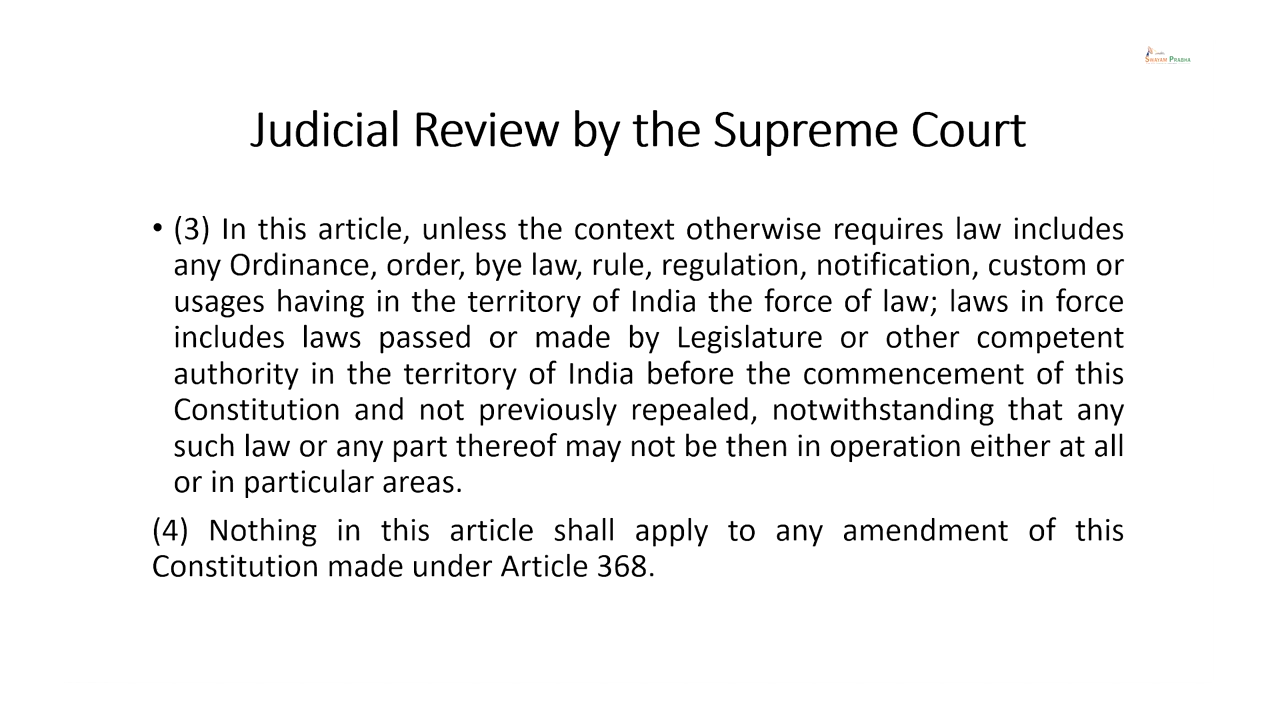 SWAYAM PRABHA
Judicial Review by the Supreme Court
• (3) In this article, unless the context otherwise requires law includes
any Ordinance, order, bye law, rule, regulation, notification, custom or
usages having in the territory of India the force of law; laws in force
includes laws passed or made by Legislature or other competent
authority in the territory of India before the commencement of this
Constitution and not previously repealed, notwithstanding that any
such law or any part thereof may not be then in operation either at all
or in particular areas.
(4) Nothing in this article shall apply to any amendment of this
Constitution made under Article 368.